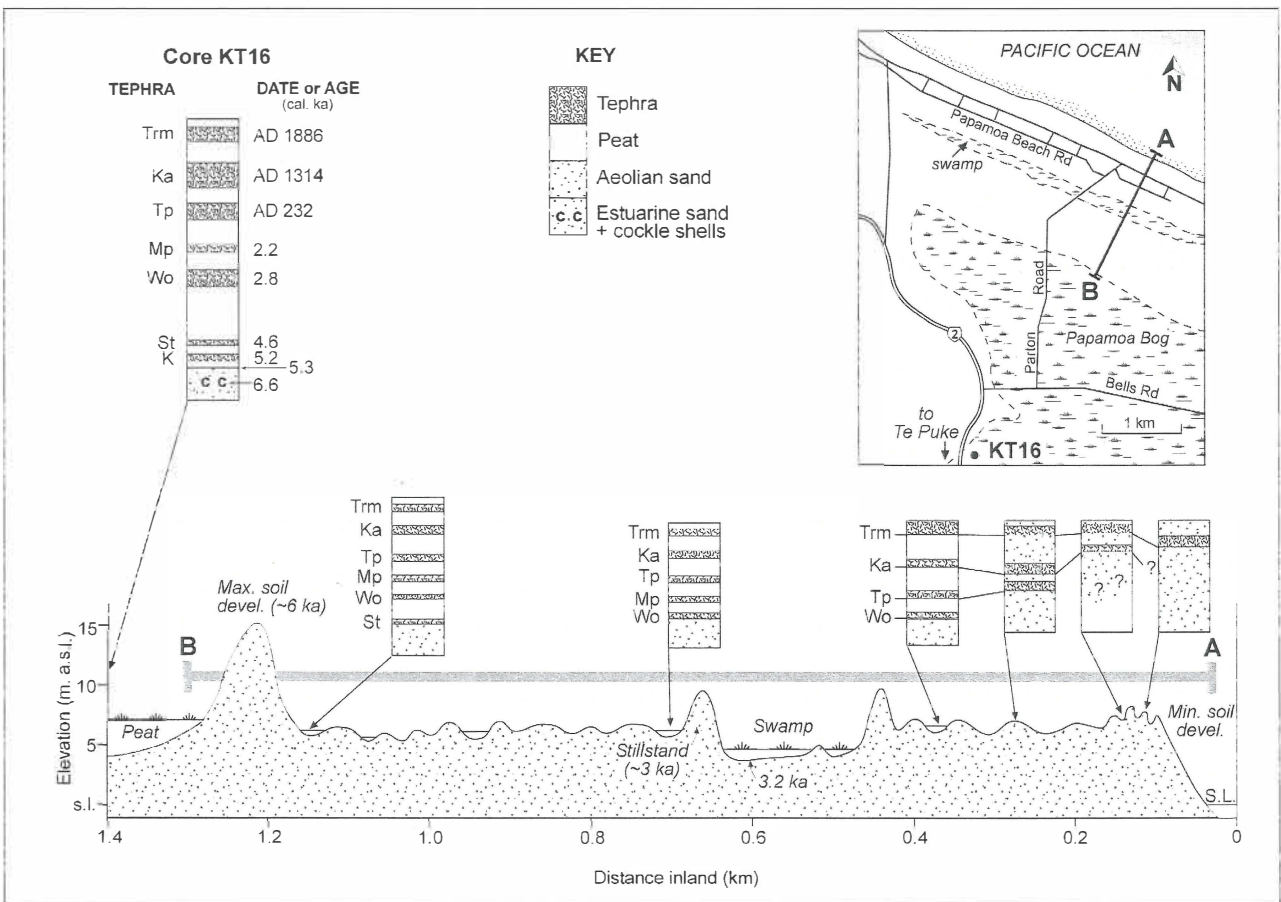 Core KT16
TEPHRA
DATE or AGE
(cal. ka)
Trm AD 1886
Ka AD 1314
Tp AD 232
Mp 2.2
Wo 2.8
St 4.6
K 5.2
5.3
c c 6.6
KEY
Tephra
Peat
Aeolian sand
c c Estuarine sand
+ cockle shells
PACIFIC OCEAN
N
A
Papamoa Beach Rd
swamp
B
Road
Parton
Papamoa Bog
2
Bells Rd
1 km
to
Te Puke
KT16
Trm
Ka
Tp
Mp
Wo
St
Trm
Ka
Tp
Mp
Wo
Trm
Ka
Tp
Wo
? ?
?
Max. soil
devel. (~6 ka)
B
A
Elevation (m. a.s.l.)
15
10
5
s.l.
Peat
Stillstand
(~3 ka)
Swamp
3.2 ka
Min. soil
devel.
S.L.
1.4 1.2 1.0 0.8 0.6 0.4 0.2 0
Distance inland (km)